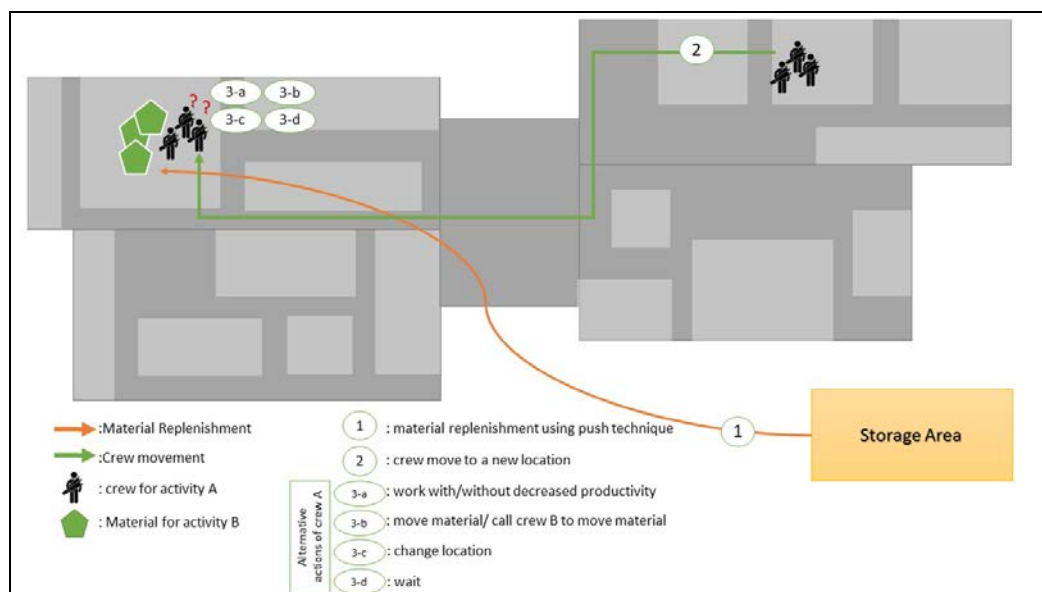 2
? ?
3-a 3-b
3-c 3-d
1
Storage Area
:Material Replenishment
:Crew movement
: crew for activity A
: Material for activity B
1 : material replenishment using push technique
2 : crew move to a new location
Alternative
actions of crew A
3-a : work with/without decreased productivity
3-b : move material/ call crew B to move material
3-c : change location
3-d : wait